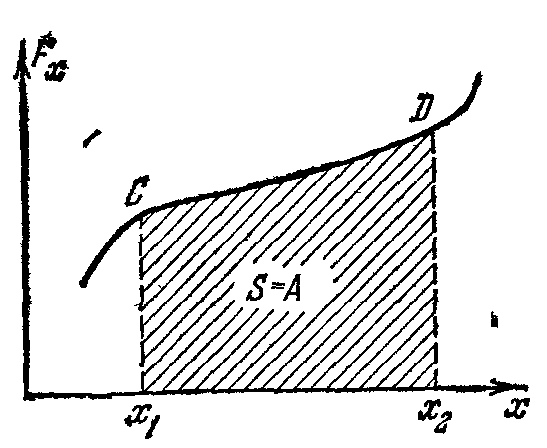 Fₓ
D
C
S=A
x₁
x₂
x